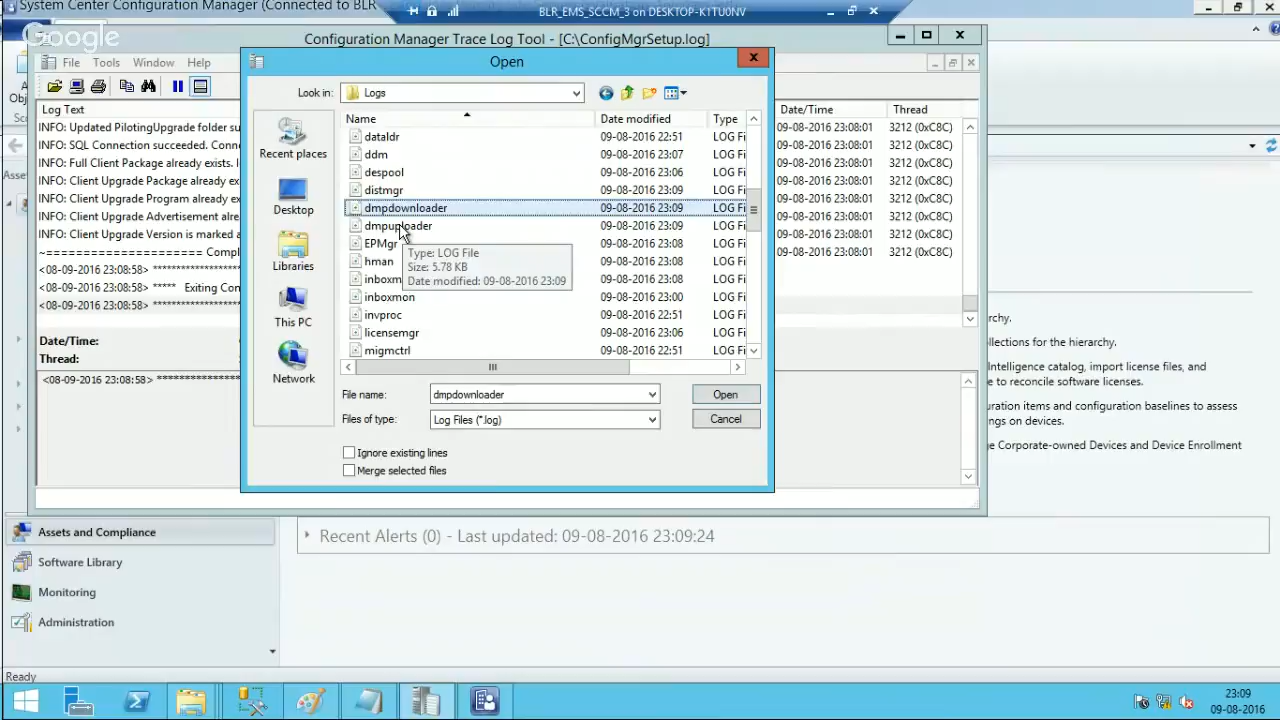 System Center Configuration Manager (Connected to BLR
BLR_EMS_SCCM_3 on DESKTOP-K1TU0NV
Google
Configuration Manager Trace Log Tool - [C:\ConfigMgrSetup.log]
File Tools Window Help
Open
Look in: Logs
Log Text
Date/Time Thread
Name Date modified Type
INFO: Updated PilotingUpgrade folder su
INFO: SQL Connection succeeded. Connec
INFO: Full Client Package already exists. I
INFO: Client Upgrade Package already ex
INFO: Client Upgrade Program already ex
INFO: Client Upgrade Advertisement alre
INFO: Client Upgrade Version is marked a
~===================== Compl
<08-09-2016 23:08:58> ***************
<08-09-2016 23:08:58> ***** Exiting Con
<08-09-2016 23:08:58> ***************
Date/Time:
Thread:
<08-09-2016 23:08:58> ***************
Recent places
Desktop
Libraries
This PC
Network
dataldr 09-08-2016 22:51 LOG Fi
ddm 09-08-2016 23:07 LOG Fi
despool 09-08-2016 23:06 LOG Fi
distmgr 09-08-2016 23:09 LOG Fi
dmpdownloader 09-08-2016 23:09 LOG Fi
dmpuploader 09-08-2016 23:09 LOG Fi
EPMgr 09-08-2016 23:08 LOG Fi
hman 09-08-2016 23:08 LOG Fi
inboxm 09-08-2016 23:08 LOG Fi
inboxmon 09-08-2016 23:00 LOG Fi
invproc 09-08-2016 22:51 LOG Fi
licensemgr 09-08-2016 23:06 LOG Fi
migmctrl 09-08-2016 22:51 LOG Fi
Type: LOG File
Size: 5.78 KB
Date modified: 09-08-2016 23:09
File name: dmpdownloader Open
Files of type: Log Files (*.log) Cancel
Ignore existing lines
Merge selected files
09-08-2016 23:08:01 3212 (0xC8C)
09-08-2016 23:08:01 3212 (0xC8C)
09-08-2016 23:08:01 3212 (0xC8C)
09-08-2016 23:08:01 3212 (0xC8C)
09-08-2016 23:08:01 3212 (0xC8C)
09-08-2016 23:08:01 3212 (0xC8C)
09-08-2016 23:08:01 3212 (0xC8C)
09-08-2016 23:08:01 3212 (0xC8C)
rchy.
ollections for the hierarchy.
Intelligence catalog, import license files, and
e to reconcile software licenses.
uration items and configuration baselines to assess
gs on devices.
ge Corporate-owned Devices and Device Enrollment
Asse
Assets and Compliance
Software Library
Monitoring
Administration
Recent Alerts (0) - Last updated: 09-08-2016 23:09:24
Ready
23:09
09-08-2016